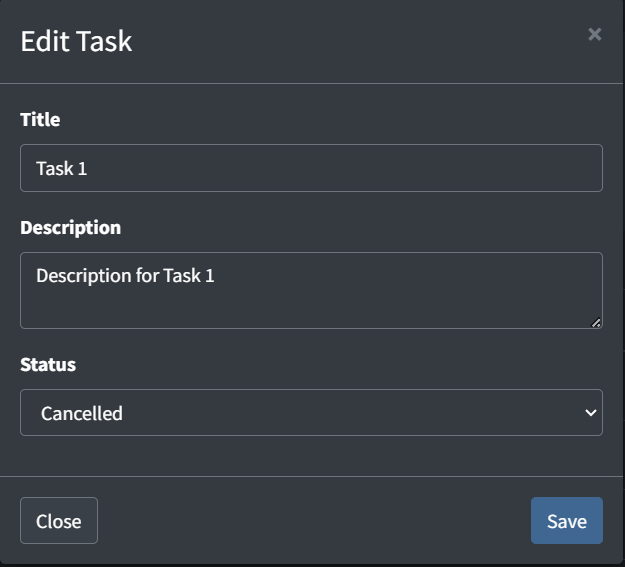 Edit Task
×
Title
Task 1
Description
Description for Task 1
Status
Cancelled
Close
Save